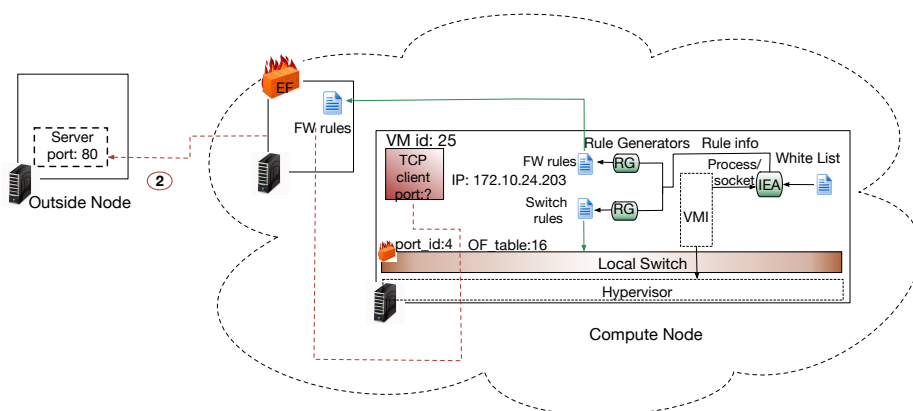 EF
FW rules
Server
port: 80
2
Outside Node
VM id: 25
TCP
client
port:?
IP: 172.10.24.203
Rule Generators
Rule info
FW rules
RG
Process/
socket
White List
IEA
Switch
rules
RG
VMI
port_id:4
OF_table:16
Local Switch
Hypervisor
Compute Node